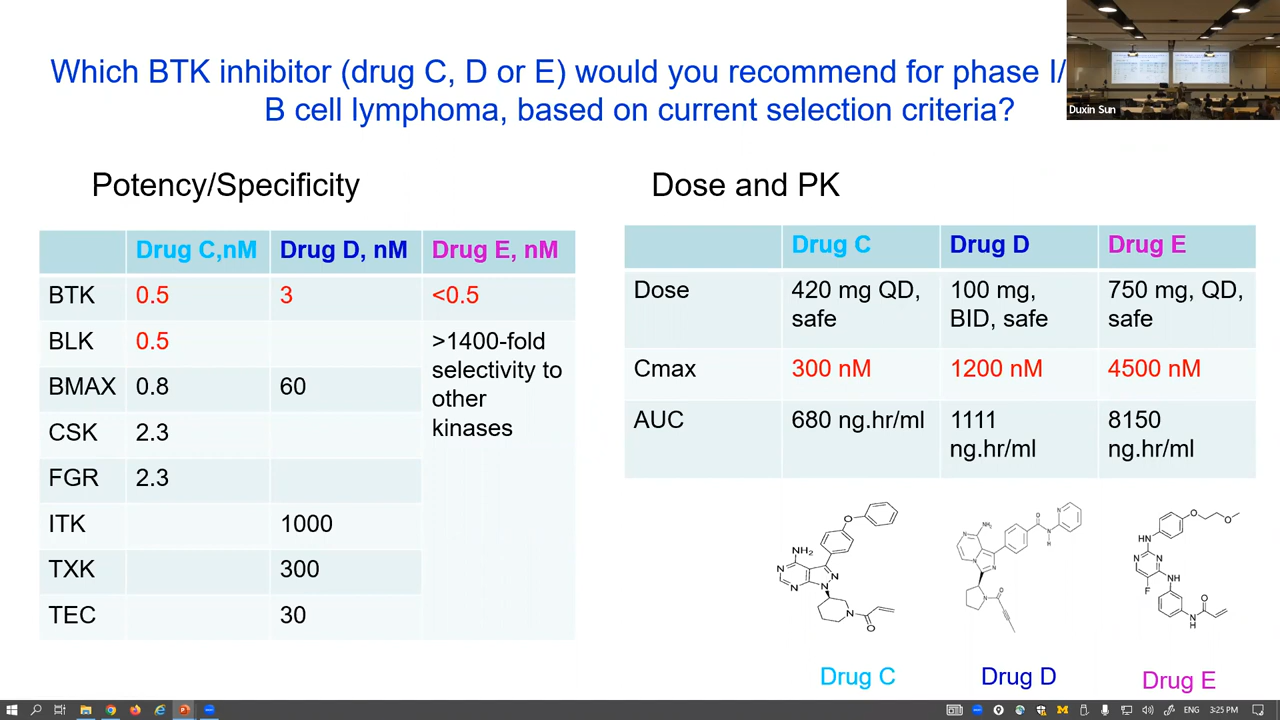 Which BTK inhibitor (drug C, D or E) would you recommend for phase I/
B cell lymphoma, based on current selection criteria?
Duxin Sun
Potency/Specificity
Drug C,nM Drug D, nM Drug E, nM
BTK 0.5 3 <0.5
BLK 0.5 >1400-fold
selectivity to
BMAX 0.8 60 other
CSK 2.3 kinases
FGR 2.3
ITK 1000
TXK 300
TEC 30
Dose and PK
Drug C Drug D Drug E
Dose 420 mg QD, 100 mg, 750 mg, QD,
safe BID, safe safe
Cmax 300 nM 1200 nM 4500 nM
AUC 680 ng.hr/ml 1111 8150
ng.hr/ml ng.hr/ml
Drug C Drug D Drug E
ENG 3:25 PM